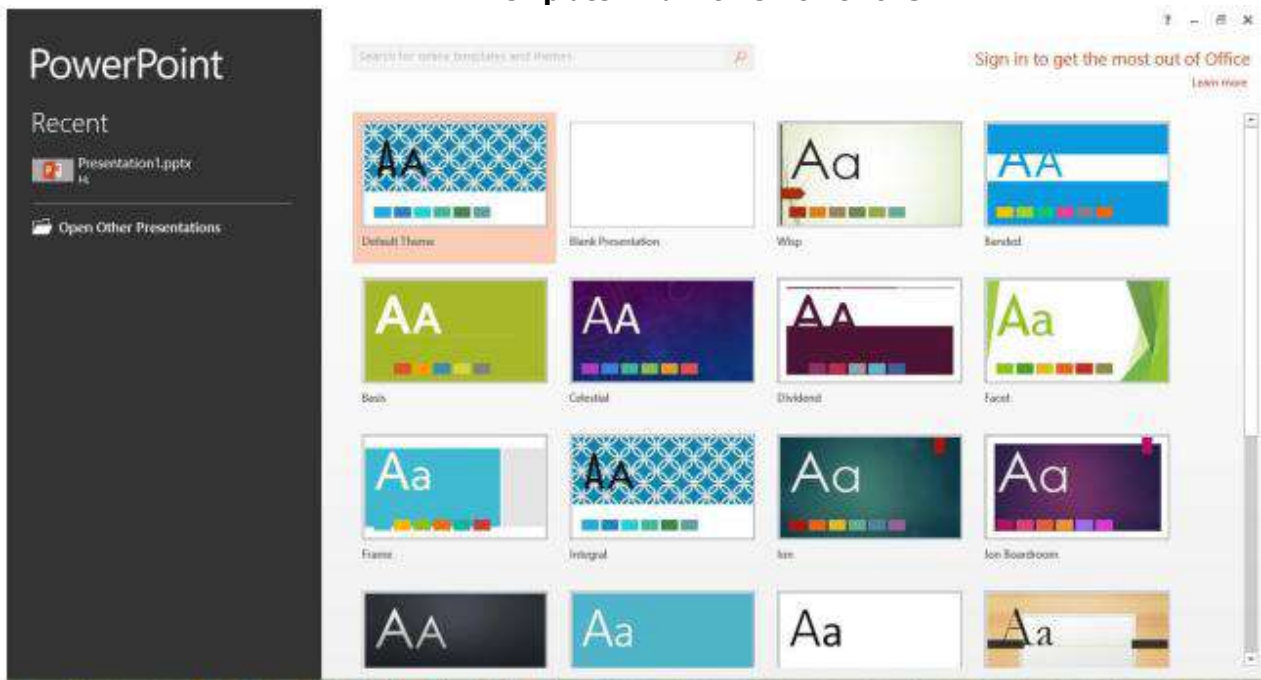 ? – x
PowerPoint
Search for online templates and themes
Sign in to get the most out of Office
Learn more
Recent
Presentation1.pptx
Open Other Presentations
AA
Aa
AA
Default Theme
Blank Presentation
Wisp
Banded
AA
AA
AA
Aa
Basis
Celestial
Dividend
Facet
Aa
AA
Aa
Aa
Frame
Integral
Ion
Ion Boardroom
AA
Aa
Aa
Aa